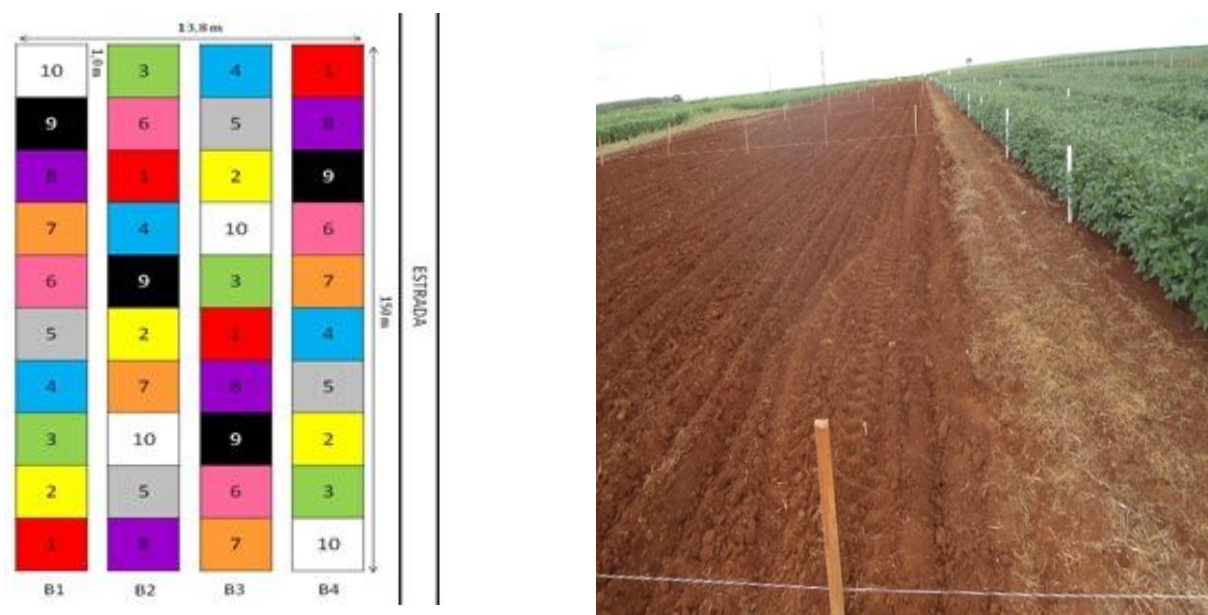 13.8 m
10 3 4 1
1,0 m
9 6 5 8
8 1 2 9
7 4 10 6
6 9 3 7
5 2 1 4
ESTRADA
150 m
4 7 8 5
3 10 9 2
2 5 6 3
1 8 7 10
B1 B2 B3 B4